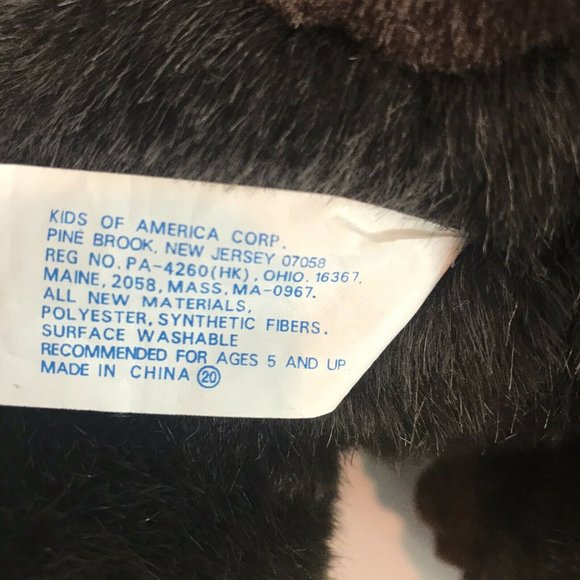 KIDS OF AMERICA CORP.
PINE BROOK, NEW JERSEY 07058
REG NO. PA-4260(HK), OHIO. 16367.
MAINE, 2058, MASS, MA-0967.
ALL NEW MATERIALS,
POLYESTER, SYNTHETIC FIBERS.
SURFACE WASHABLE
RECOMMENDED FOR AGES 5 AND UP
MADE IN CHINA 20